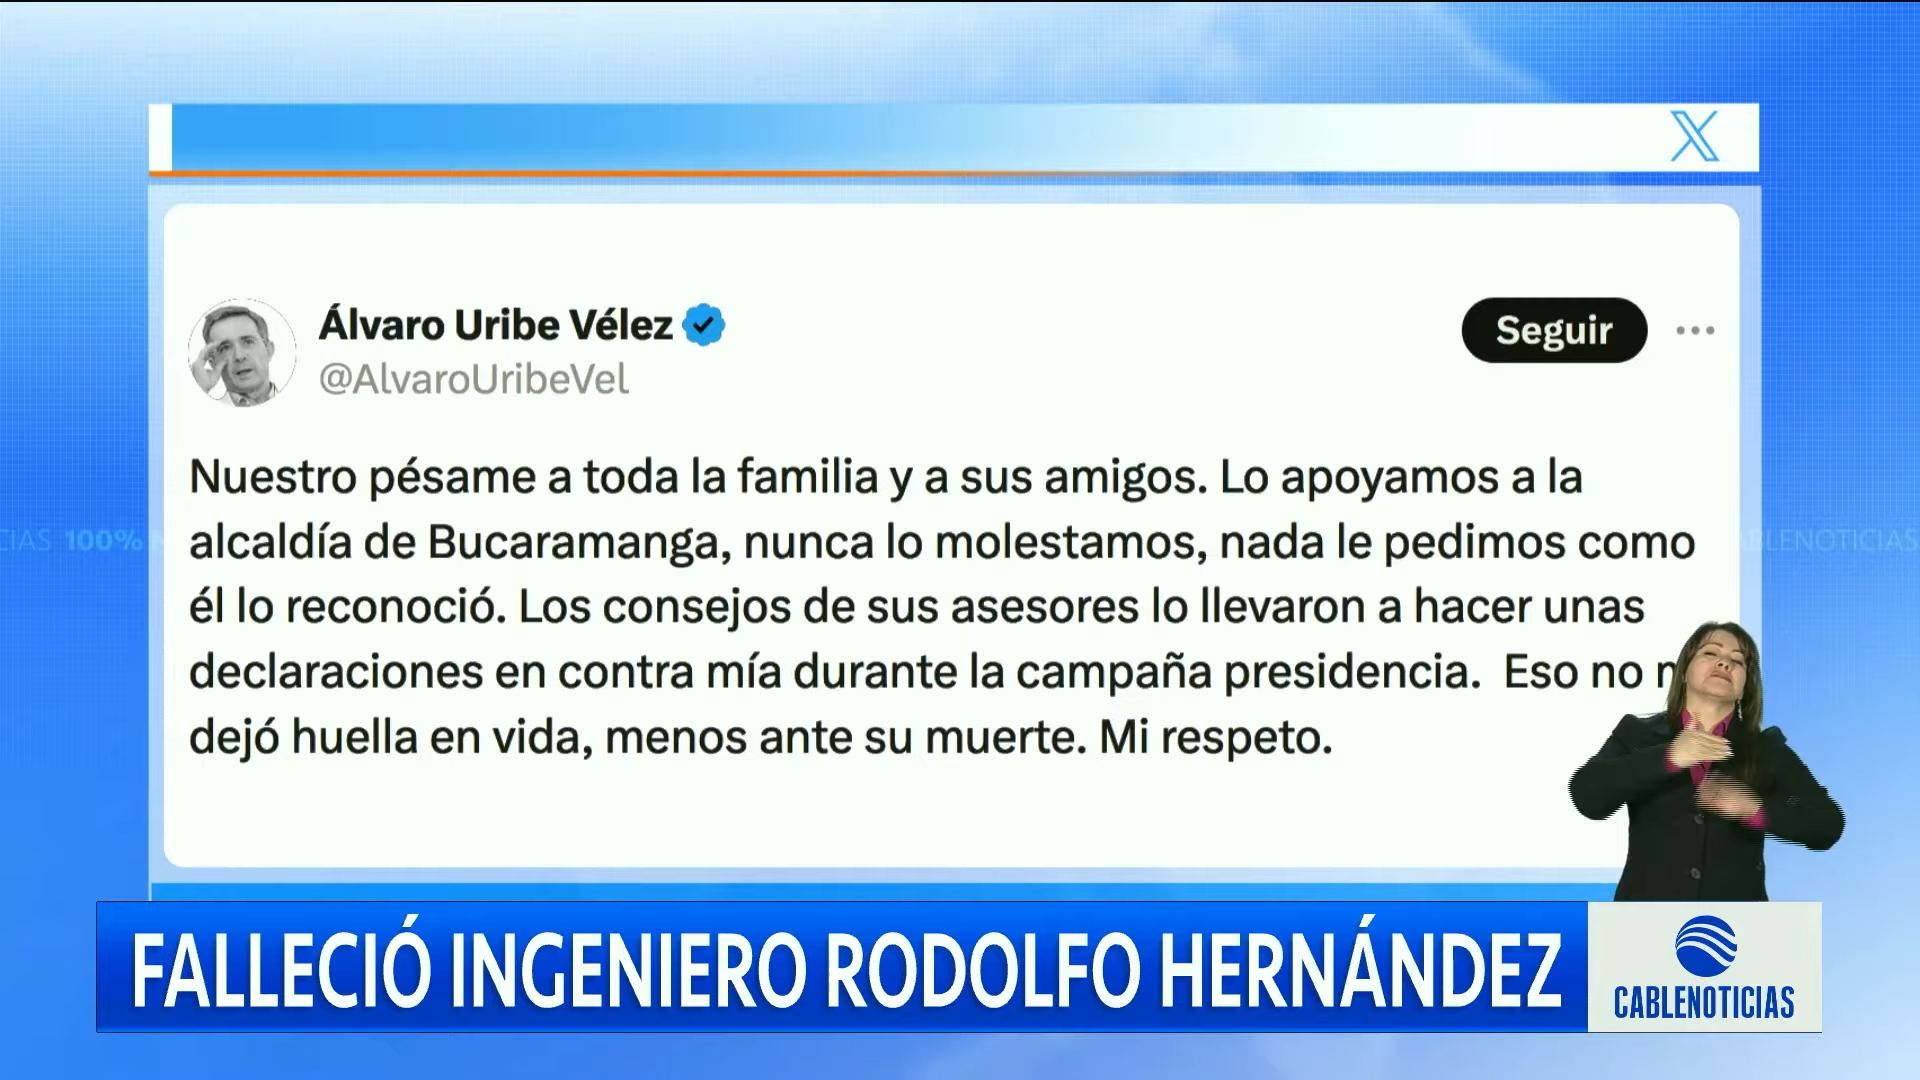 Álvaro Uribe Vélez
@AlvaroUribeVel
Seguir
Nuestro pésame a toda la familia y a sus amigos. Lo apoyamos a la
alcaldía de Bucaramanga, nunca lo molestamos, nada le pedimos como
él lo reconoció. Los consejos de sus asesores lo llevaron a hacer unas
declaraciones en contra mía durante la campaña presidencia. Eso no
dejó huella en vida, menos ante su muerte. Mi respeto.
100%
FALLECIÓ INGENIERO RODOLFO HERNÁNDEZ
CABLENOTICIAS